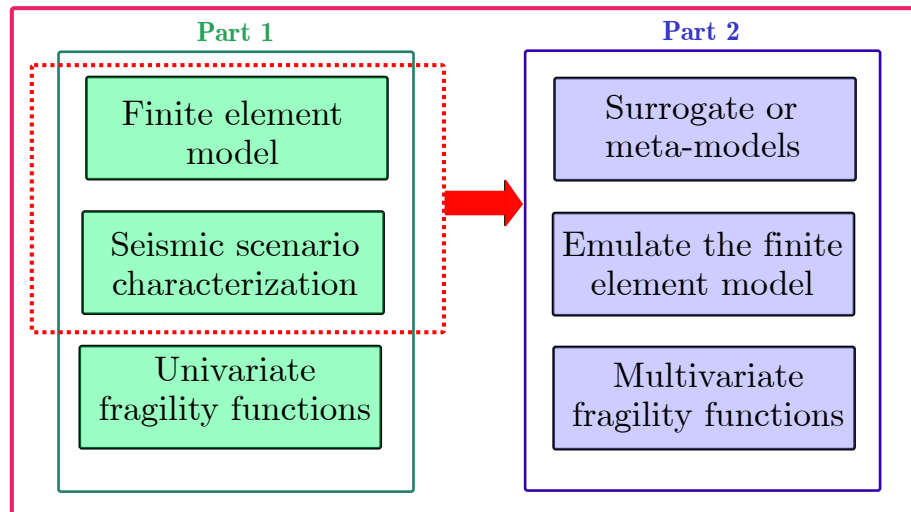 Part 1
Finite element
model
Seismic scenario
characterization
Univariate
fragility functions
Part 2
Surrogate or
meta-models
Emulate the finite
element model
Multivariate
fragility functions